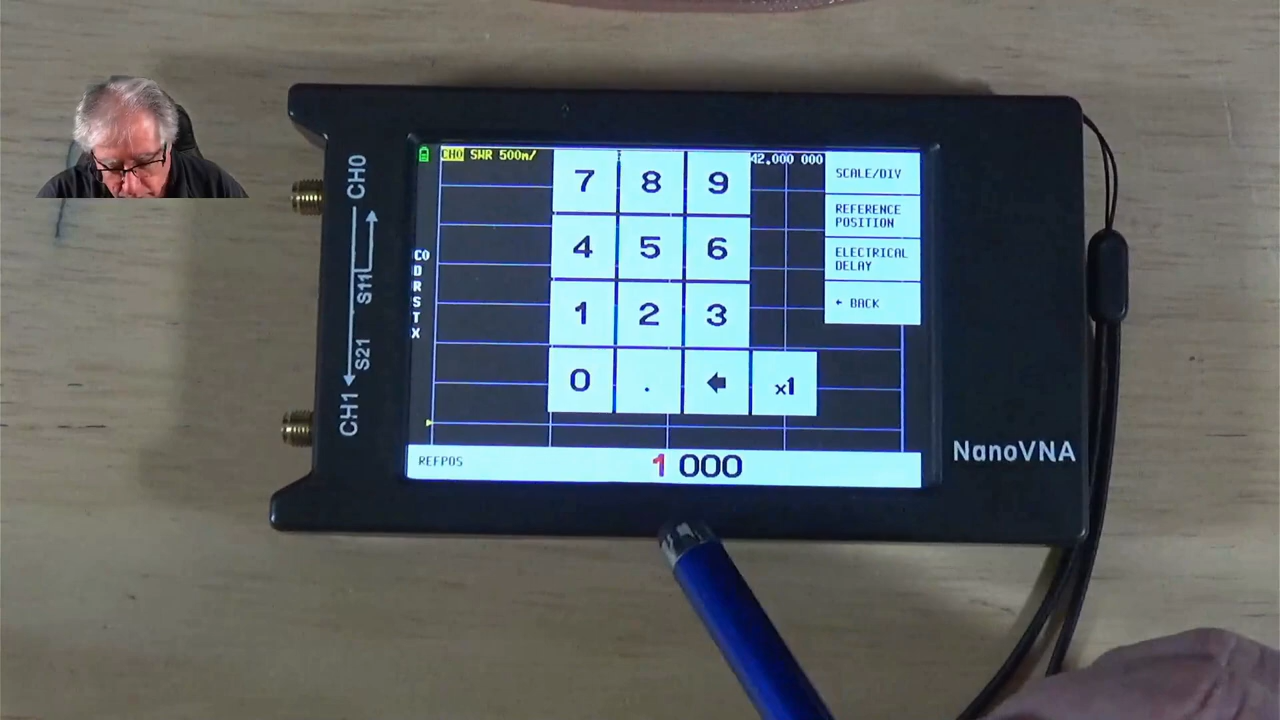 CH0 SWR 500m/
42,000 000
SCALE/DIV
REFERENCE
POSITION
ELECTRICAL
DELAY
← BACK
7 8 9
4 5 6
1 2 3
0 . ← x1
C0
D
R
S
T
X
REFPOS 1 000
CH0
S11
S21
CH1
NanoVNA